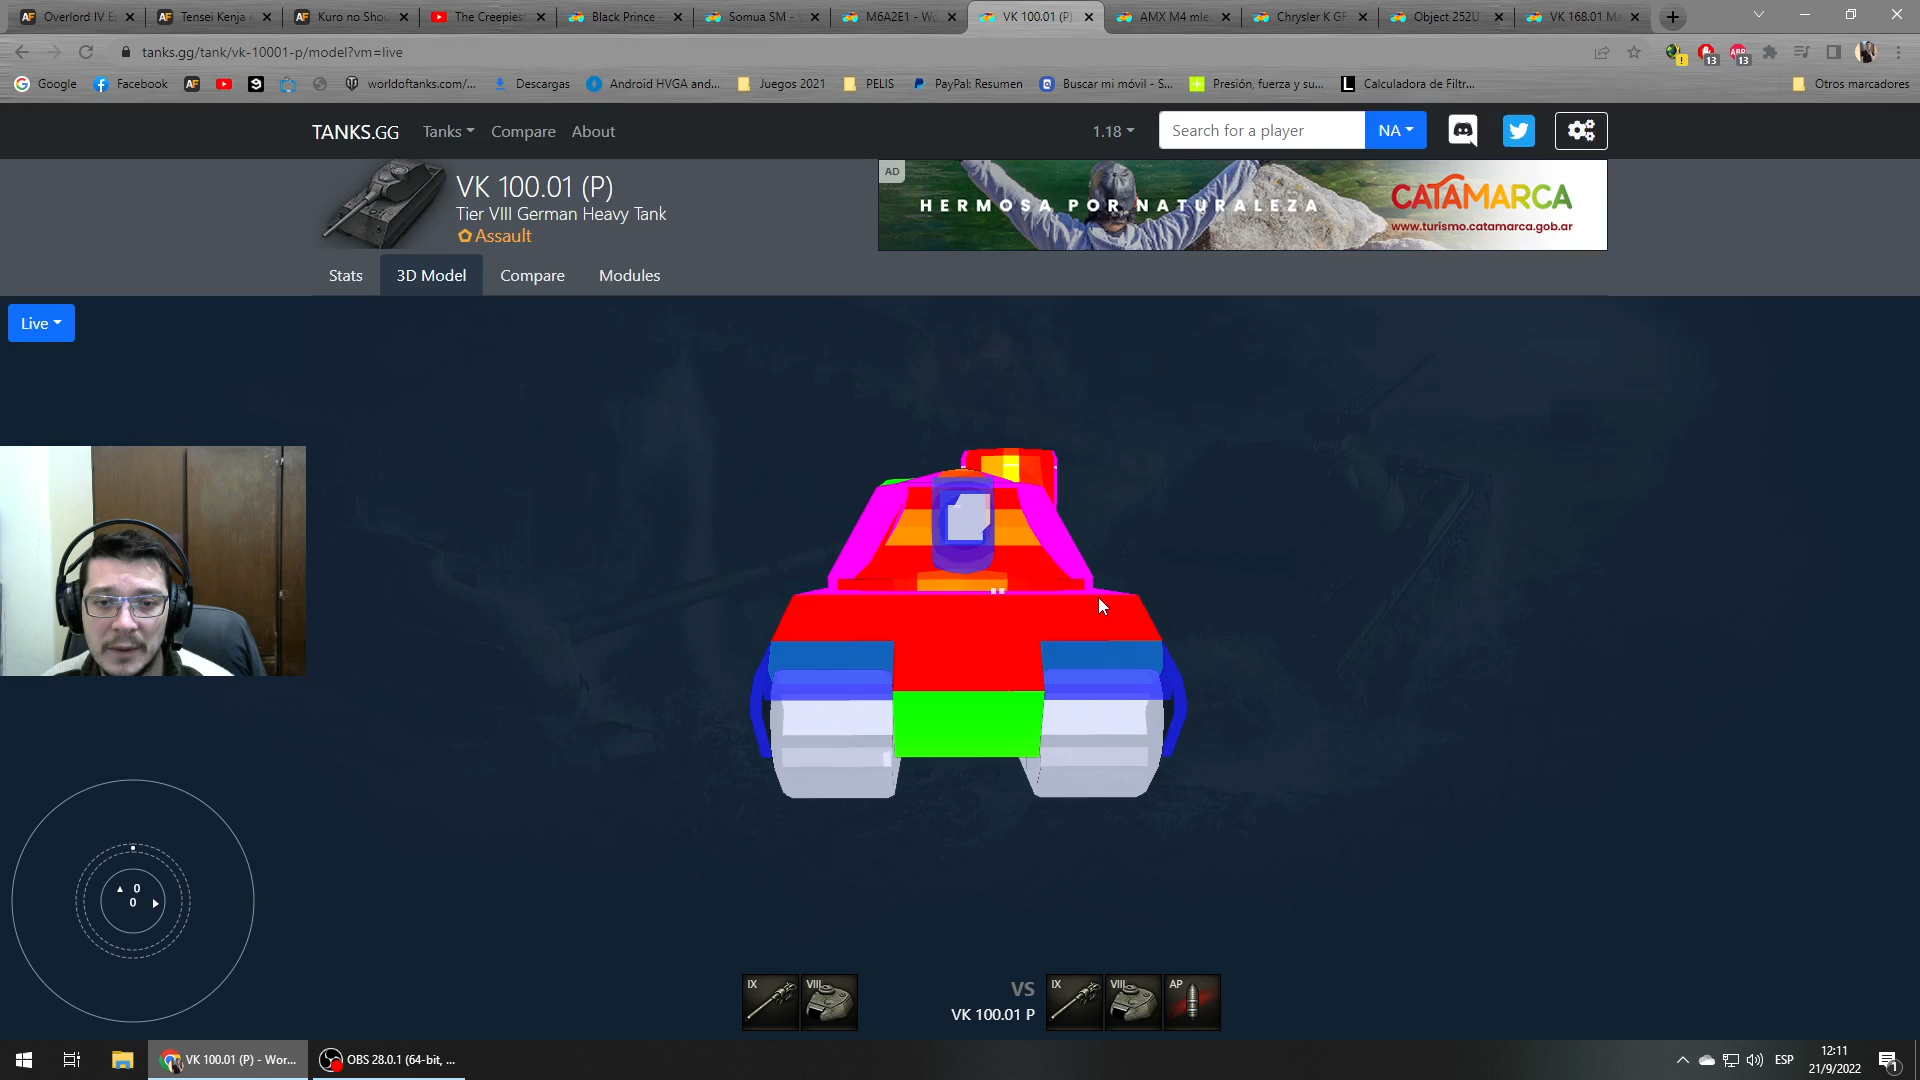 Overlord IV E
Tensei Kenja
Kuro no Shou
The Creepies
Black Prince -
Somua SM -
M6A2E1 - Wo
VK 100.01 (P)
AMX M4 mle
Chrysler K GF
Object 252U
VK 168.01 Ma
tanks.gg/tank/vk-10001-p/model?vm=live
13
13
Google
Facebook
worldoftanks.com/...
Descargas
Android HVGA and...
Juegos 2021
PELIS
PayPal: Resumen
Buscar mi móvil - S...
Presión, fuerza y su...
Calculadora de Filtr...
Otros marcadores
TANKS.GG
Tanks
Compare
About
1.18
Search for a player
NA
VK 100.01 (P)
Tier VIII German Heavy Tank
Assault
AD
HERMOSA POR NATURALEZA
CATAMARCA
www.turismo.catamarca.gob.ar
Stats
3D Model
Compare
Modules
Live
0
0
IX
VIII
VS
VK 100.01 P
IX
VIII
AP
VK 100.01 (P) - Wor...
OBS 28.0.1 (64-bit, ...
ESP
12:11
21/9/2022
1